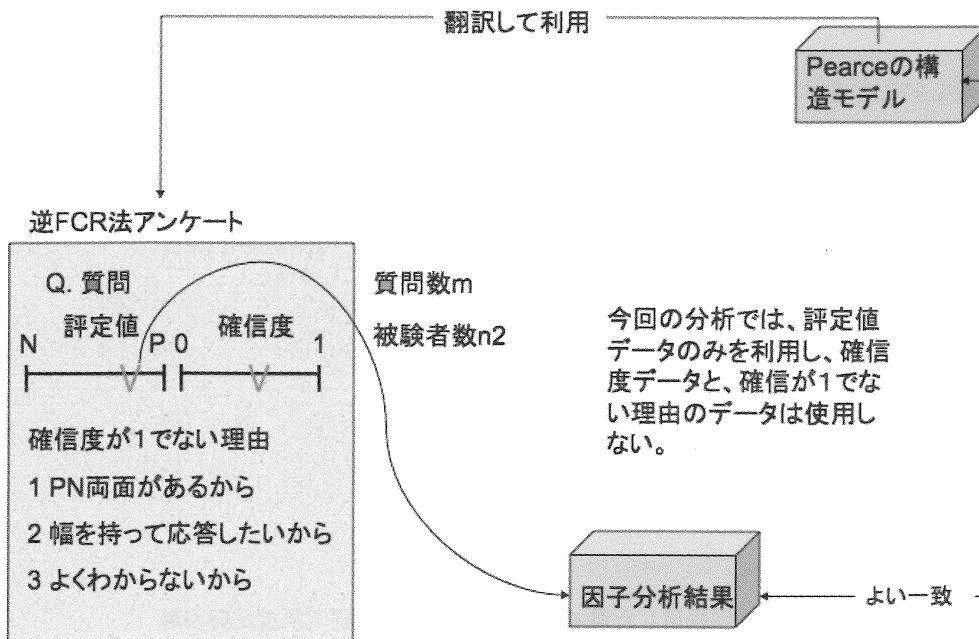 翻訳して利用
Pearceの構
造モデル
逆FCR法アンケート
Q. 質問
評定値 確信度
N P 0 1
質問数m
被験者数n2
今回の分析では、評定値
データのみを利用し、確信
度データと、確信が1でな
い理由のデータは使用し
ない。
確信度が1でない理由
1 PN両面があるから
2 幅を持って応答したいから
3 よくわからないから
因子分析結果
よい一致